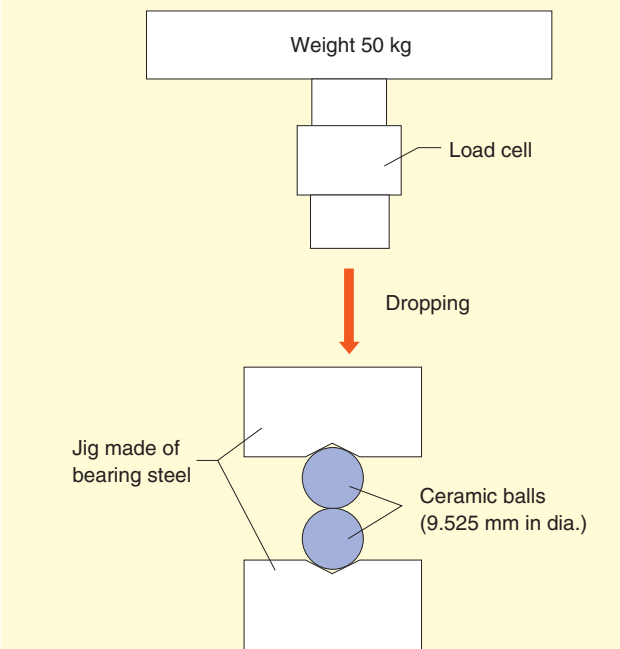 Weight 50 kg
Load cell
Dropping
Jig made of
bearing steel
Ceramic balls
(9.525 mm in dia.)